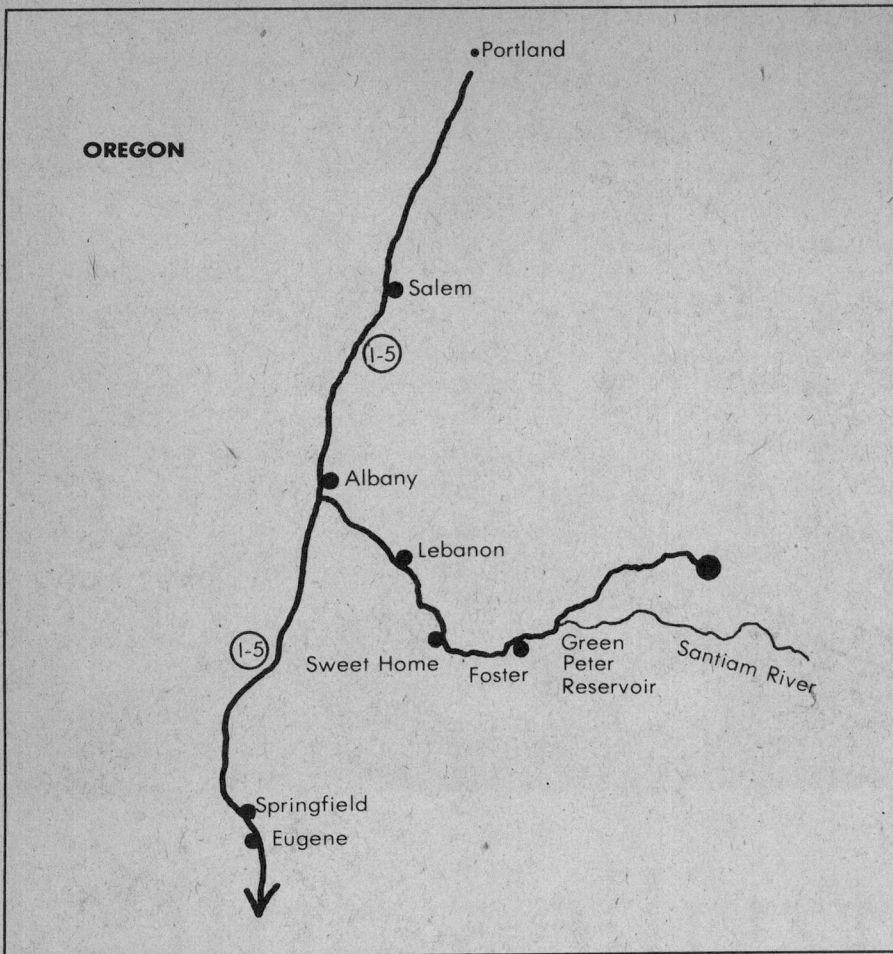 Portland
OREGON
Salem
I-5
Albany
Lebanon
I-5
Sweet Home
Foster
Green
Peter
Reservoir
Santiam River
Springfield
Eugene